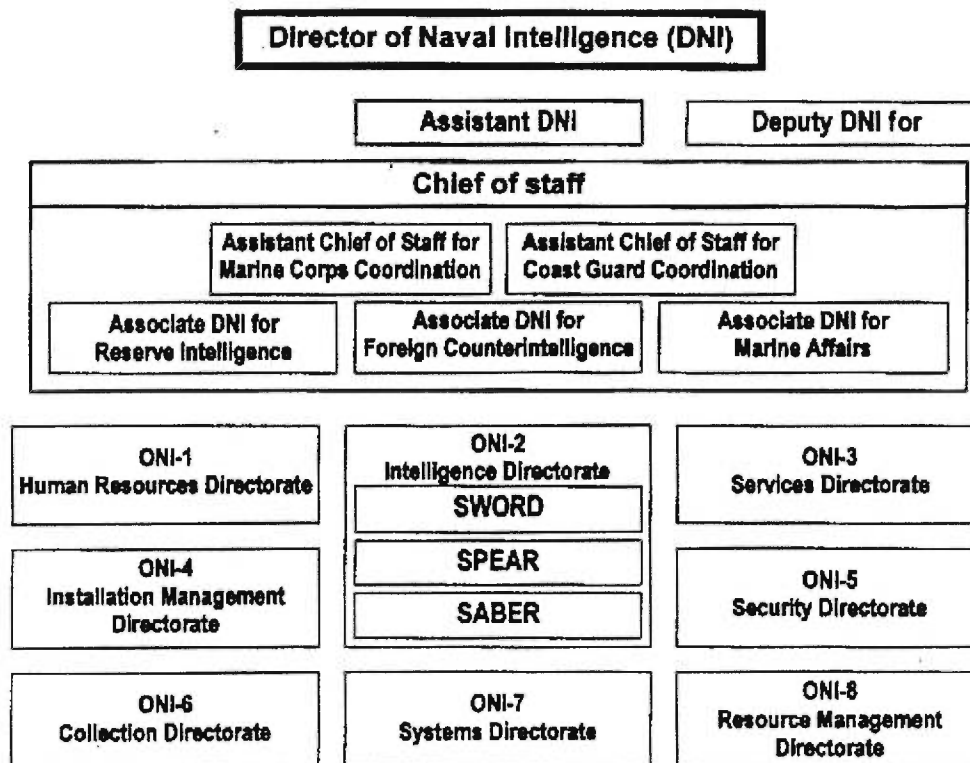 Director of Naval Intelligence (DNI)
Assistant DNI
Deputy DNI for
Chief of staff
Assistant Chief of Staff for
Marine Corps Coordination
Assistant Chief of Staff for
Coast Guard Coordination
Associate DNI for
Reserve Intelligence
Associate DNI for
Foreign Counterintelligence
Associate DNI for
Marine Affairs
ONI-1
Human Resources Directorate
ONI-2
Intelligence Directorate
SWORD
SPEAR
SABER
ONI-3
Services Directorate
ONI-4
Installation Management
Directorate
ONI-5
Security Directorate
ONI-6
Collection Directorate
ONI-7
Systems Directorate
ONI-8
Resource Management
Directorate